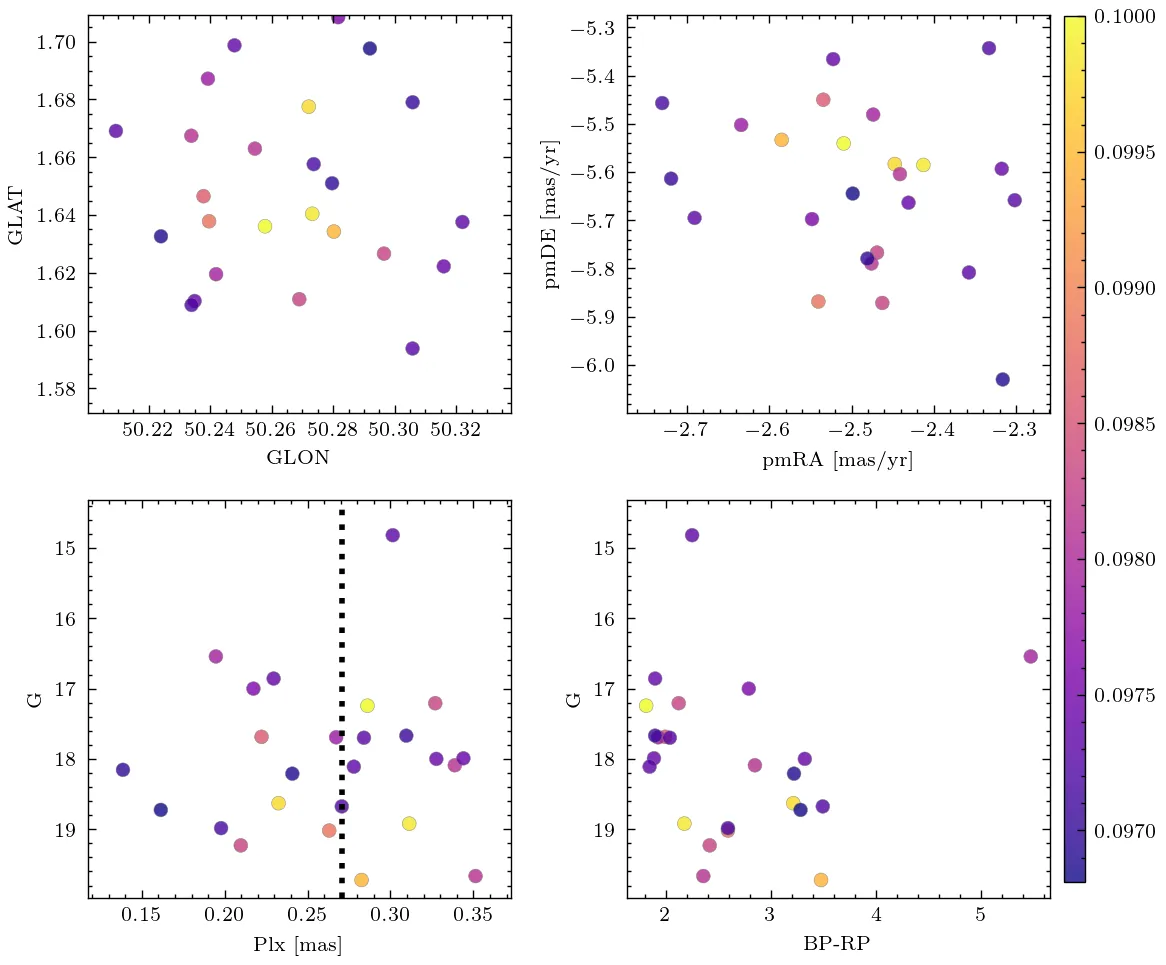 1.70
1.68
1.66
1.64
1.62
1.60
1.58
GLAT
50.22 50.24 50.26 50.28 50.30 50.32
GLON
−5.3
−5.4
−5.5
−5.6
−5.7
−5.8
−5.9
−6.0
pmDE [mas/yr]
−2.7 −2.6 −2.5 −2.4 −2.3
pmRA [mas/yr]
0.1000
0.0995
0.0990
0.0985
0.0980
0.0975
0.0970
15
16
17
18
19
G
0.15 0.20 0.25 0.30 0.35
Plx [mas]
15
16
17
18
19
G
2 3 4 5
BP-RP